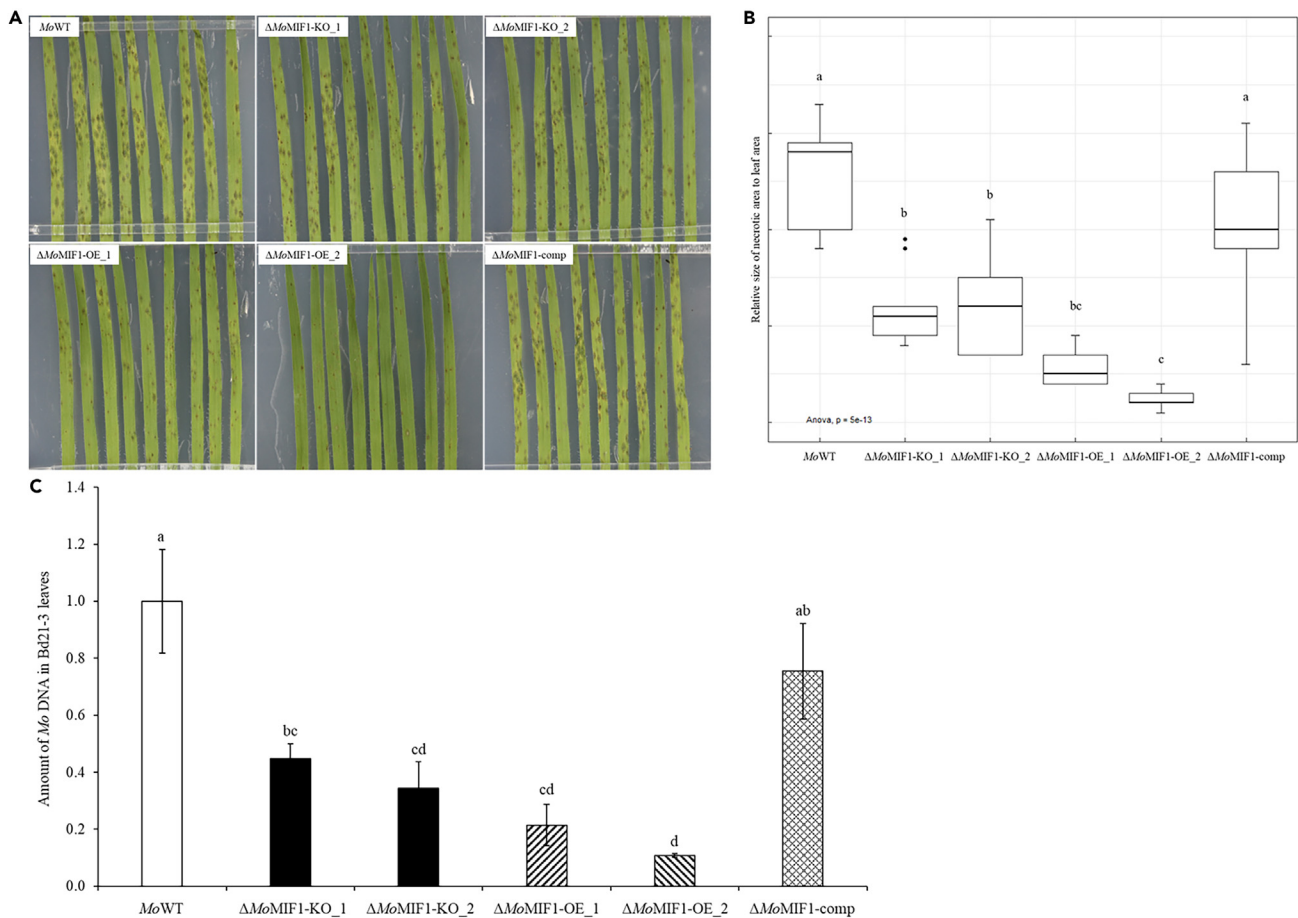 A
MoWT
ΔMoMIF1-KO_1
ΔMoMIF1-KO_2
ΔMoMIF1-OE_1
ΔMoMIF1-OE_2
ΔMoMIF1-comp
B
Relative size of necrotic area to leaf area
a
b
b
bc
c
a
Anova, p = 5e-13
MoWT
ΔMoMIF1-KO_1
ΔMoMIF1-KO_2
ΔMoMIF1-OE_1
ΔMoMIF1-OE_2
ΔMoMIF1-comp
C
Amount of Mo DNA in Bd21-3 leaves
1.4
1.2
1.0
0.8
0.6
0.4
0.2
0.0
a
bc
cd
cd
d
ab
MoWT
ΔMoMIF1-KO_1
ΔMoMIF1-KO_2
ΔMoMIF1-OE_1
ΔMoMIF1-OE_2
ΔMoMIF1-comp